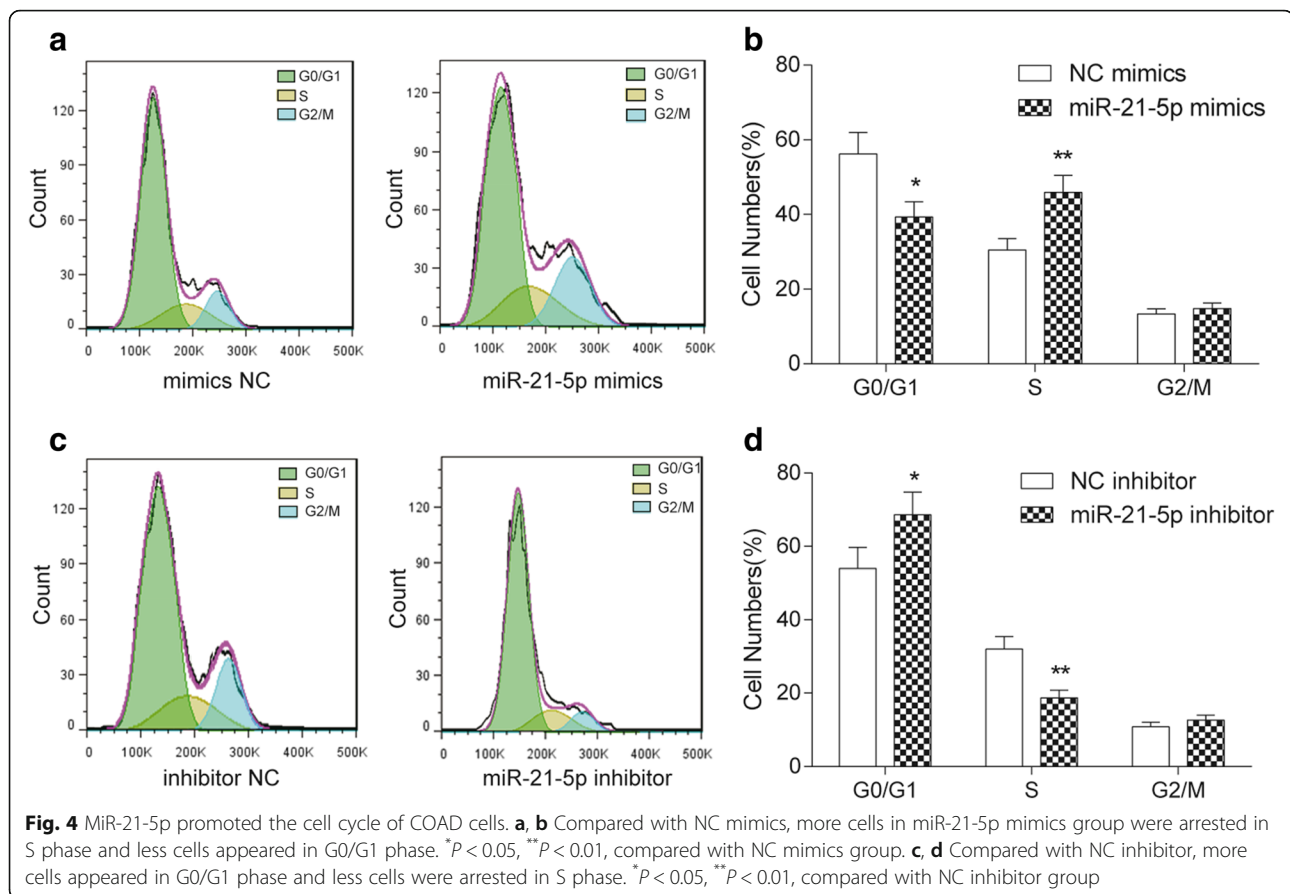 a
G0/G1
S
G2/M
120
90
60
30
0
Count
0 100K 200K 300K 400K 500K
mimics NC
G0/G1
S
G2/M
120
90
60
30
0
Count
0 100K 200K 300K 400K 500K
miR-21-5p mimics
b
NC mimics
miR-21-5p mimics
80
60
40
20
0
Cell Numbers(%)
*
**
G0/G1 S G2/M
c
G0/G1
S
G2/M
150
120
90
60
30
0
Count
0 100K 200K 300K 400K 500K
inhibitor NC
G0/G1
S
G2/M
150
120
90
60
30
0
Count
0 100K 200K 300K 400K 500K
miR-21-5p inhibitor
d
NC inhibitor
miR-21-5p inhibitor
80
60
40
20
0
Cell Numbers(%)
*
**
G0/G1 S G2/M
Fig. 4 MiR-21-5p promoted the cell cycle of COAD cells. a, b Compared with NC mimics, more cells in miR-21-5p mimics group were arrested in
S phase and less cells appeared in G0/G1 phase. *P < 0.05, **P < 0.01, compared with NC mimics group. c, d Compared with NC inhibitor, more
cells appeared in G0/G1 phase and less cells were arrested in S phase. *P < 0.05, **P < 0.01, compared with NC inhibitor group